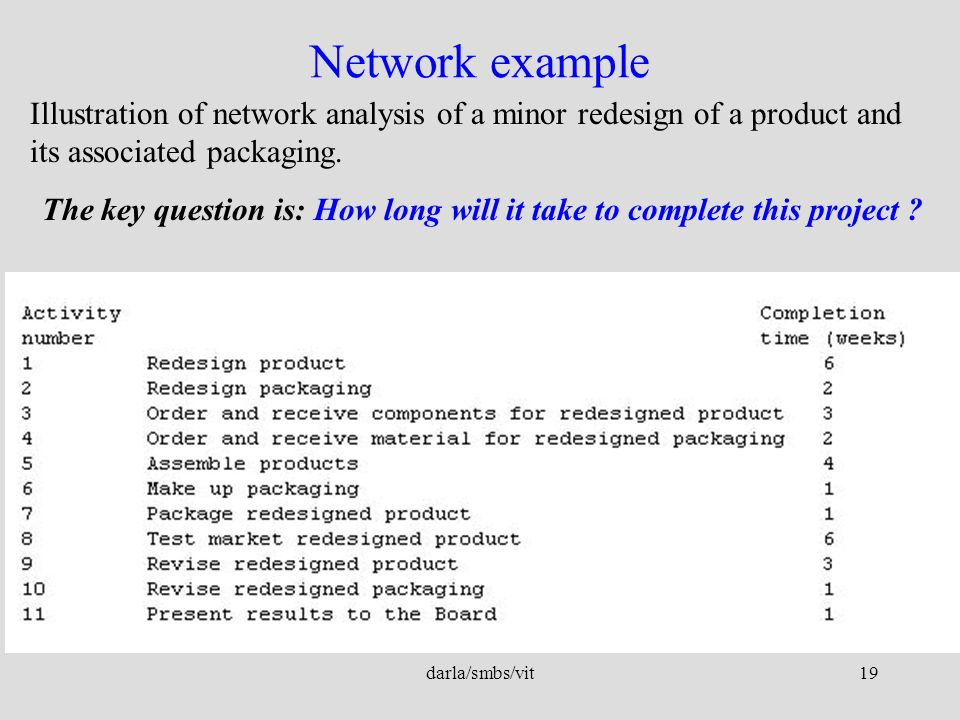 Network example
Illustration of network analysis of a minor redesign of a product and
its associated packaging.
The key question is: How long will it take to complete this project ?
Activity Completion
number time (weeks)
1 Redesign product 6
2 Redesign packaging 2
3 Order and receive components for redesigned product 3
4 Order and receive material for redesigned packaging 2
5 Assemble products 4
6 Make up packaging 1
7 Package redesigned product 1
8 Test market redesigned product 6
9 Revise redesigned product 3
10 Revise redesigned packaging 1
11 Present results to the Board 1
darla/smbs/vit 19